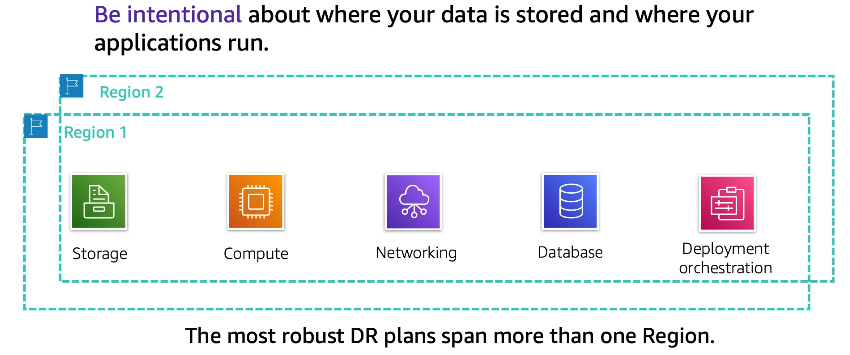 Be intentional about where your data is stored and where your
applications run.
Region 2
Region 1
Storage
Compute
Networking
Database
Deployment
orchestration
The most robust DR plans span more than one Region.